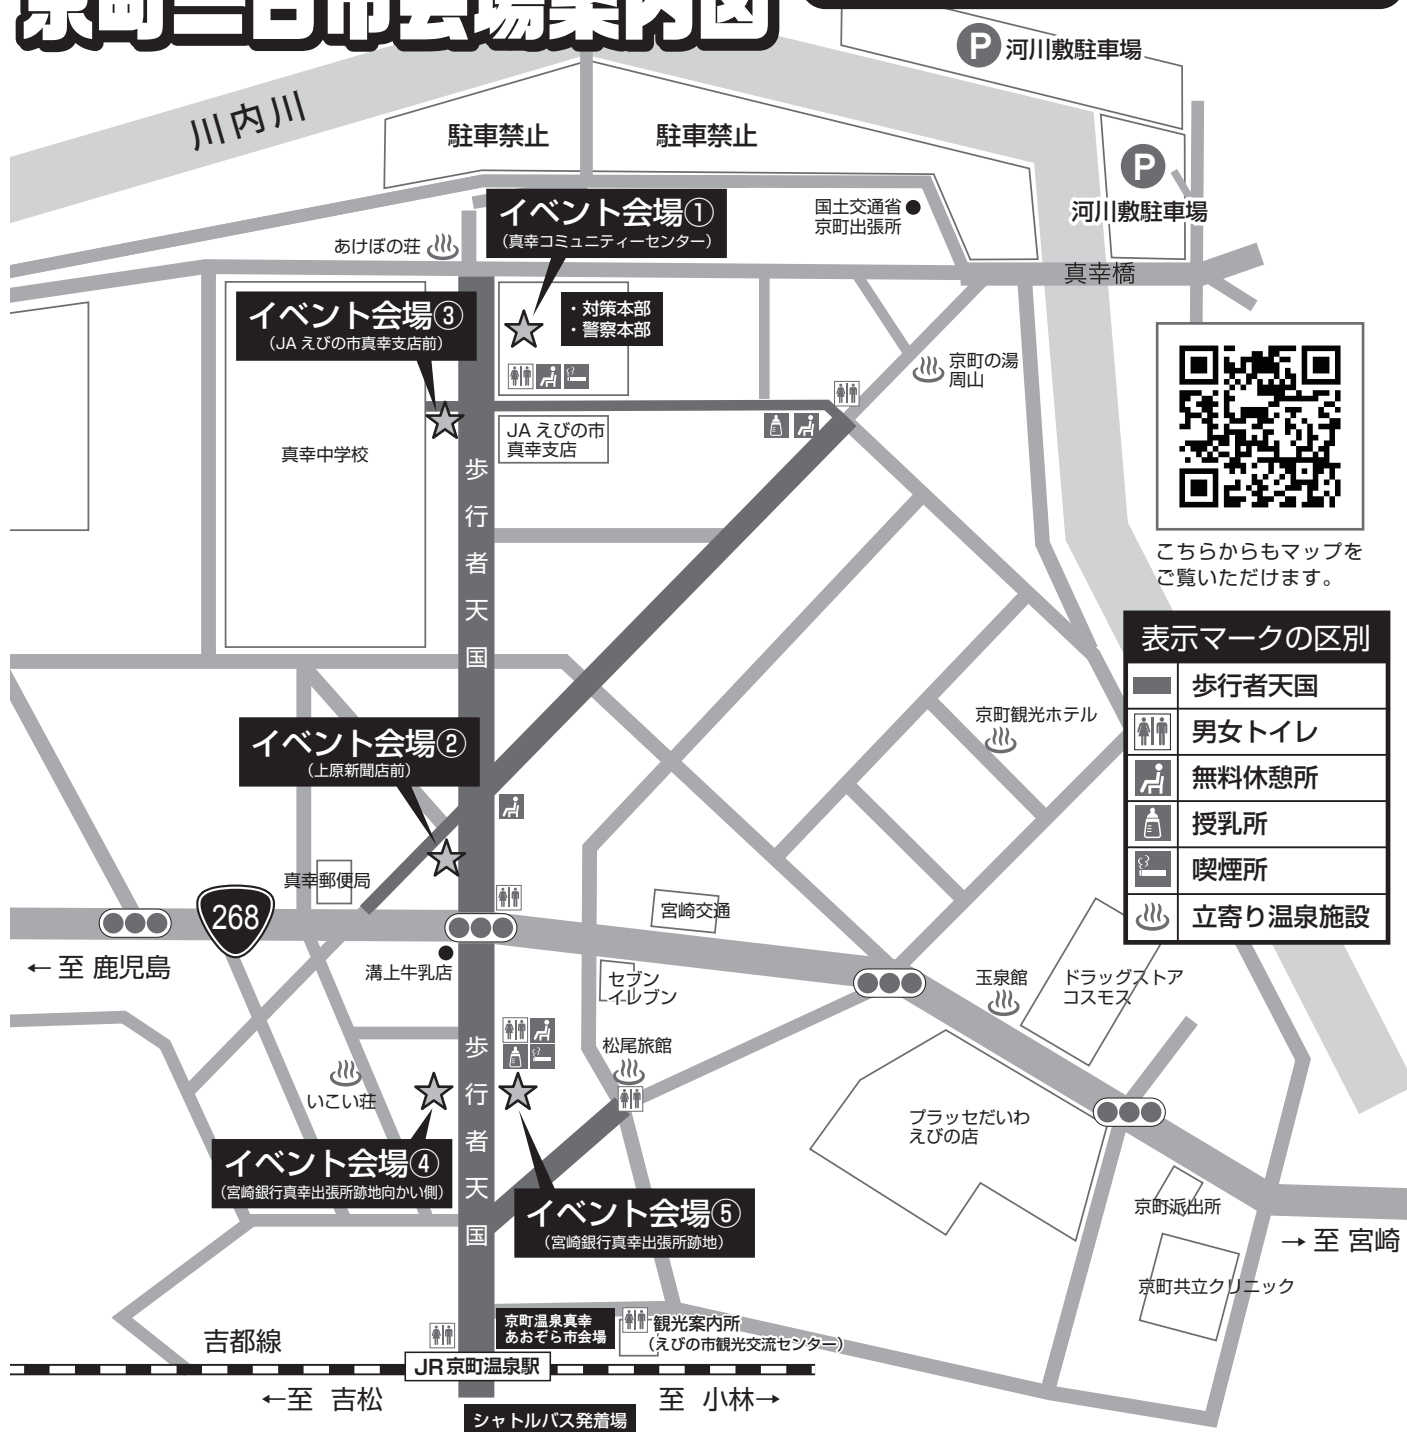 京町二日市会場案内図
P 河川敷駐車場
川内川
駐車禁止
駐車禁止
P
河川敷駐車場
国土交通省
京町出張所
イベント会場①
（真幸コミュニティーセンター）
あけぼの荘
真幸橋
・対策本部
・警察本部
イベント会場③
（JA えびの市真幸支店前）
京町の湯
周山
JA えびの市
真幸支店
真幸中学校
歩行者天国
こちらからもマップを
ご覧いただけます。
表示マークの区別
歩行者天国
男女トイレ
無料休憩所
授乳所
喫煙所
立寄り温泉施設
京町観光ホテル
イベント会場②
（上原新聞店前）
真幸郵便局
268
宮崎交通
← 至 鹿児島
溝上牛乳店
セブン
イレブン
玉泉館
ドラッグストア
コスモス
歩行者天国
松尾旅館
いこい荘
プラッセだいわ
えびの店
イベント会場④
（宮崎銀行真幸出張所跡地向かい側）
イベント会場⑤
（宮崎銀行真幸出張所跡地）
京町派出所
→ 至 宮崎
京町共立クリニック
京町温泉真幸
あおぞら市会場
観光案内所
（えびの市観光交流センター）
吉都線
JR京町温泉駅
←至 吉松
至 小林→
シャトルバス発着場